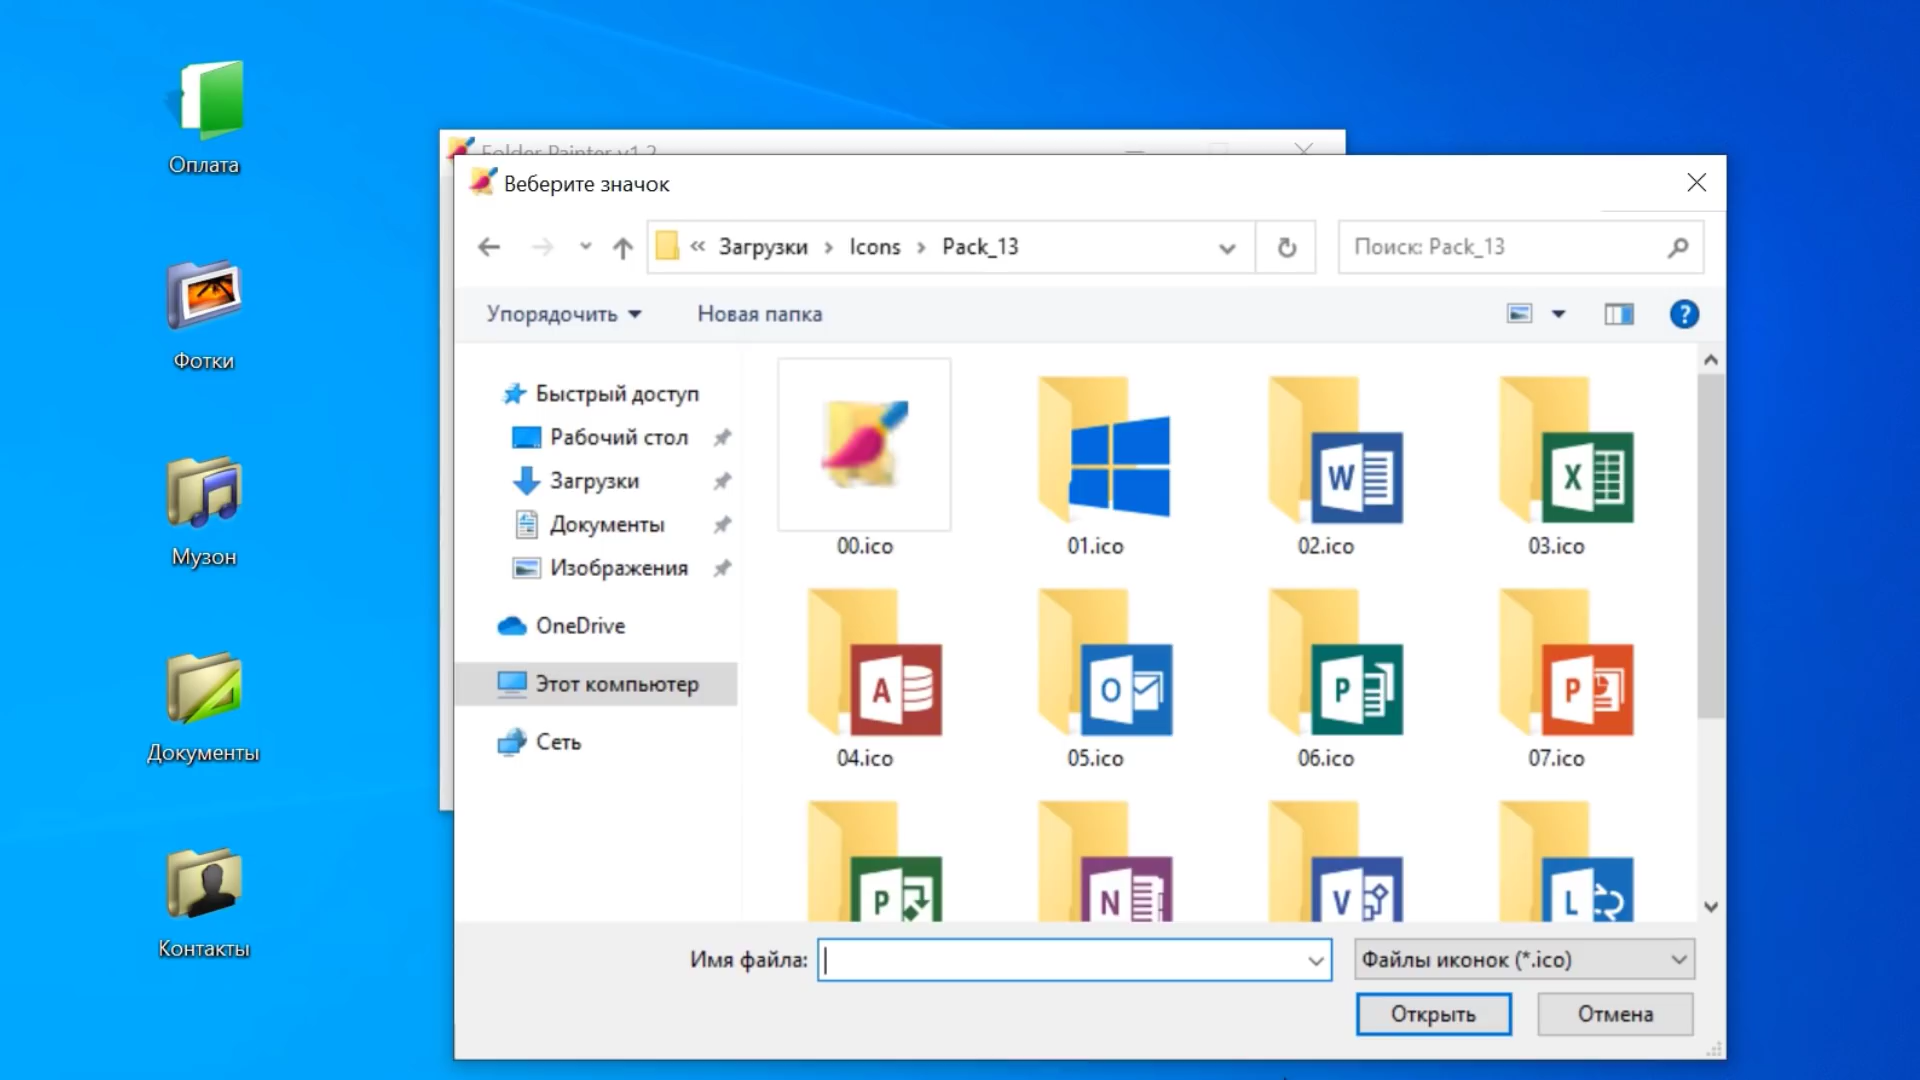 Оплата
Фотки
Музон
Документы
Контакты
Folder Painter v1.2
Веберите значок
« Загрузки › Icons › Pack_13
Поиск: Pack_13
Упорядочить
Новая папка
Быстрый доступ
Рабочий стол
Загрузки
Документы
Изображения
OneDrive
Этот компьютер
Сеть
00.ico
01.ico
W
02.ico
X
03.ico
A
04.ico
O
05.ico
P
06.ico
P
07.ico
P
N
V
L
Имя файла:
Файлы иконок (*.ico)
Открыть
Отмена